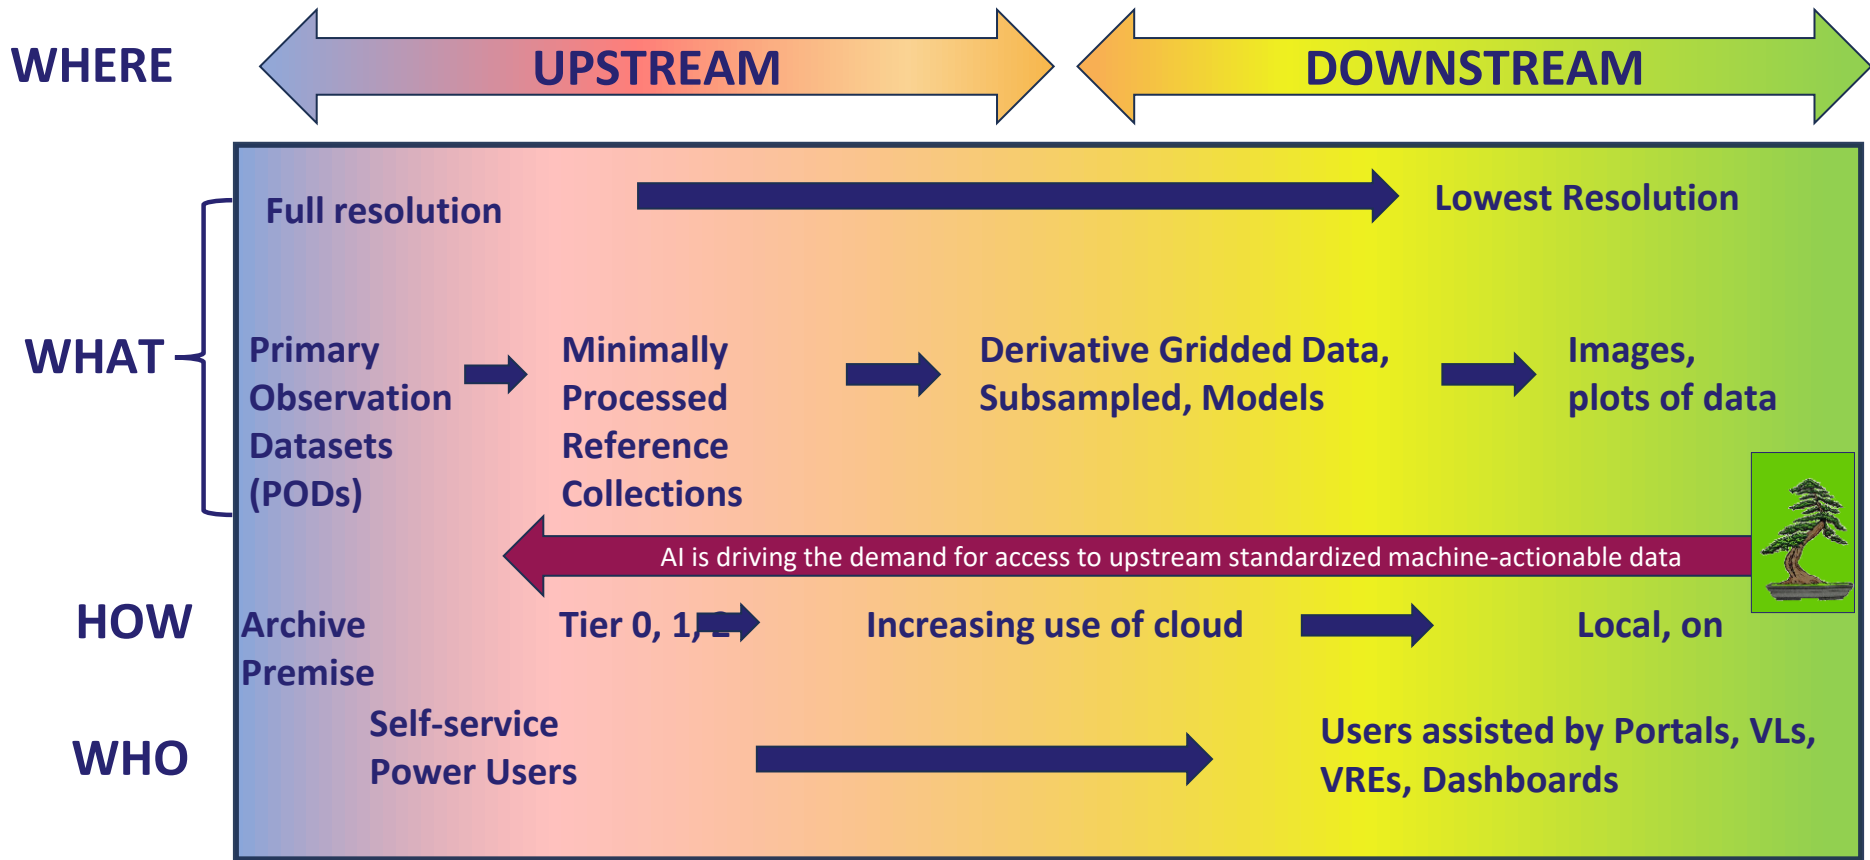 WHERE
UPSTREAM
DOWNSTREAM
Full resolution
Lowest Resolution
WHAT
Primary
Observation
Datasets
(PODs)
Minimally
Processed
Reference
Collections
Derivative Gridded Data,
Subsampled, Models
Images,
plots of data
AI is driving the demand for access to upstream standardized machine-actionable data
HOW
Archive
Premise
Tier 0, 1, 2
Increasing use of cloud
Local, on
WHO
Self-service
Power Users
Users assisted by Portals, VLs,
VREs, Dashboards